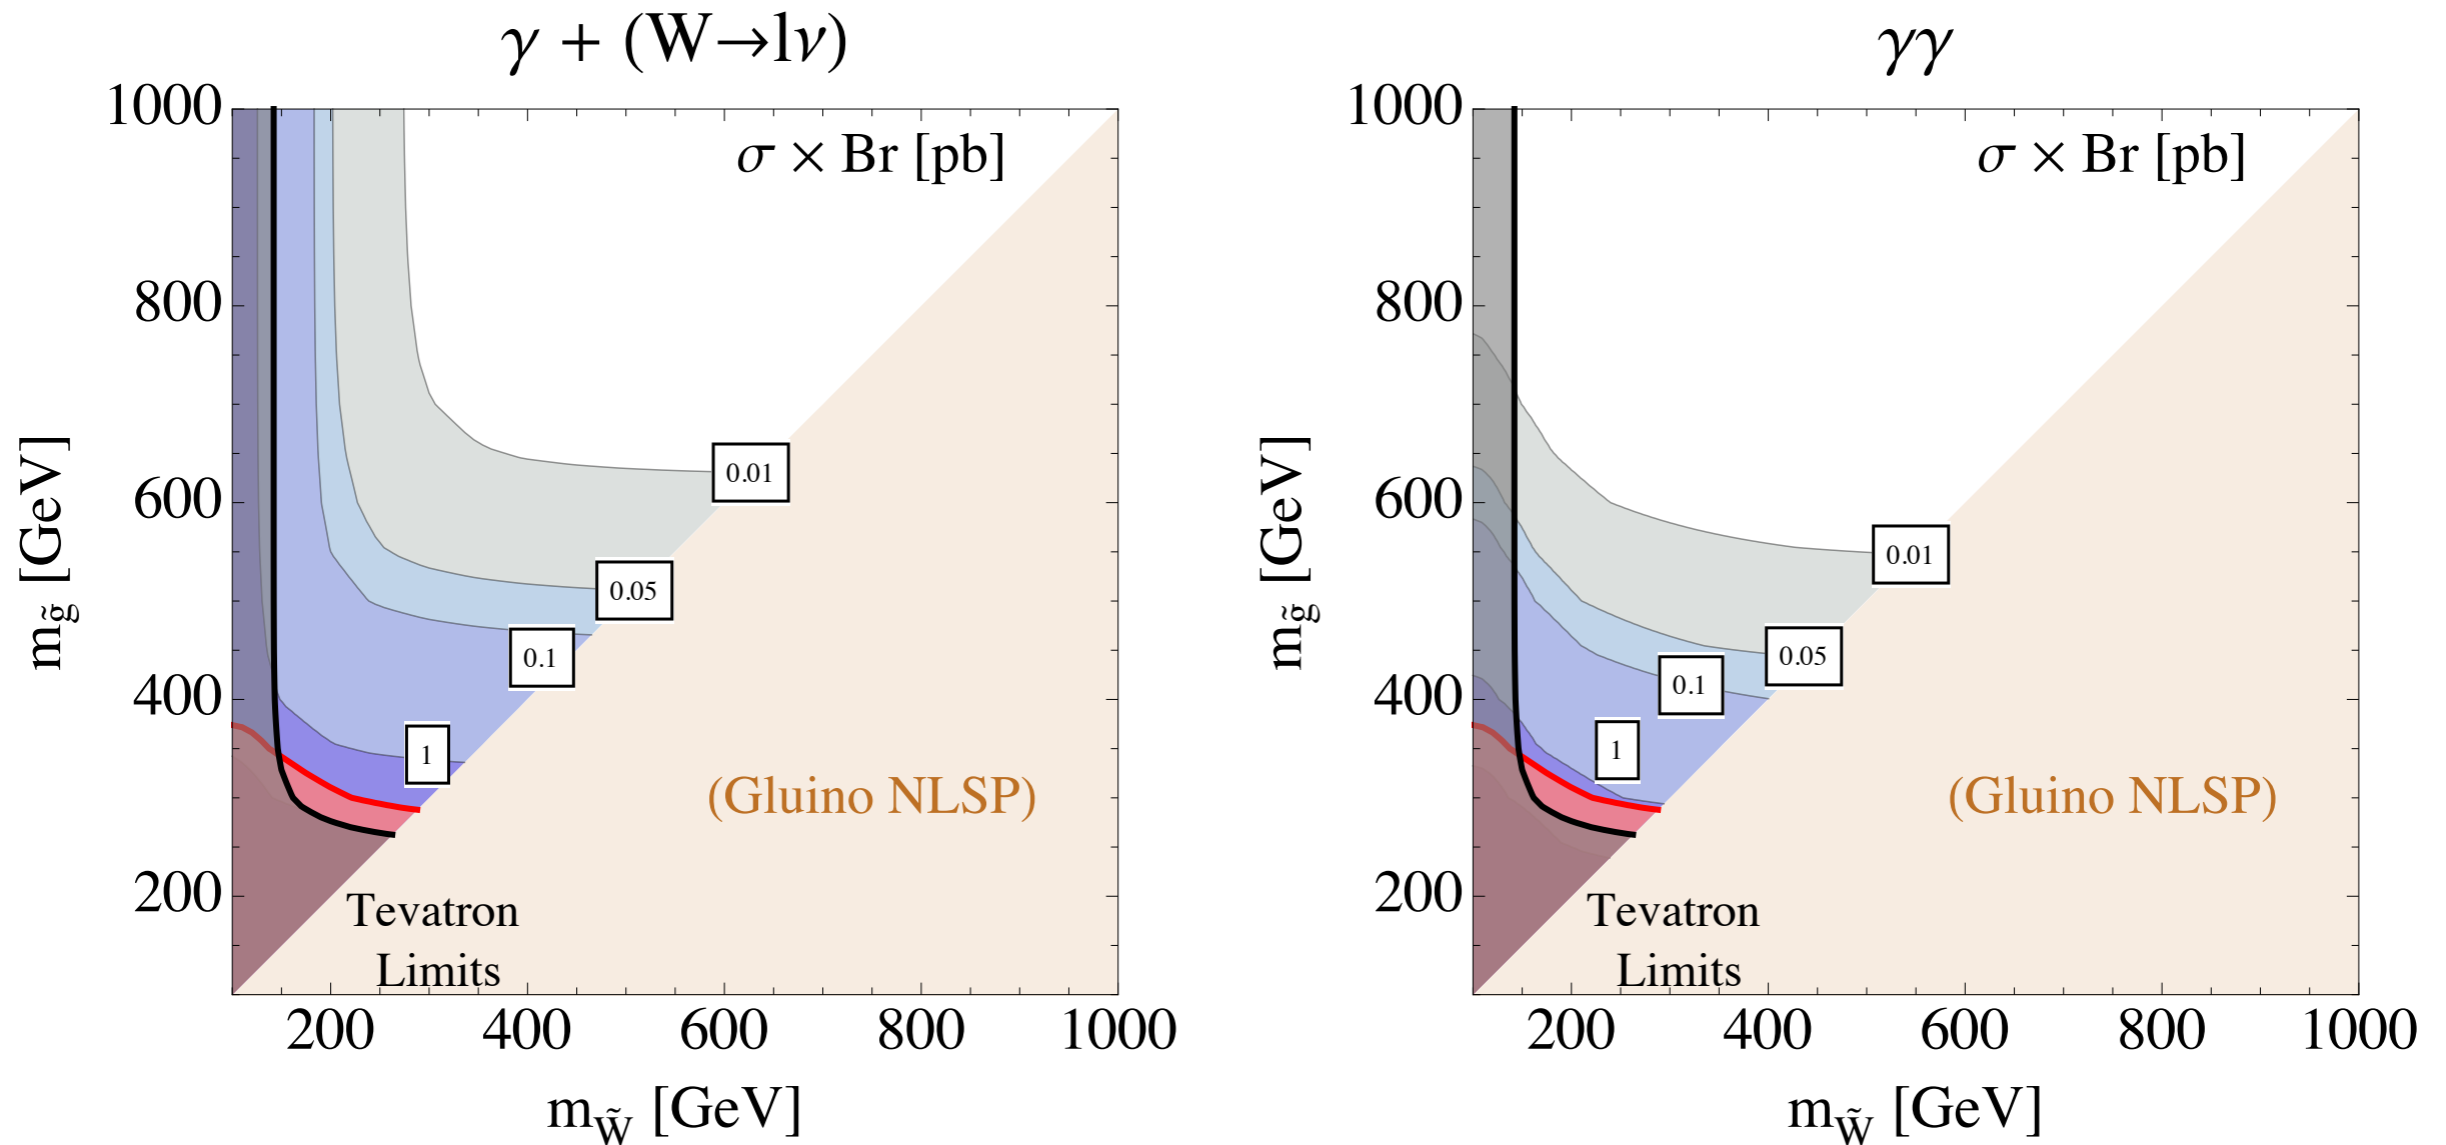 γ + (W→lν)
σ × Br [pb]
1000
800
600
400
200
m_g̃ [GeV]
0.01
0.05
0.1
1
(Gluino NLSP)
Tevatron
Limits
200 400 600 800 1000
m_W̃ [GeV]
γγ
σ × Br [pb]
1000
800
600
400
200
m_g̃ [GeV]
0.01
0.05
0.1
1
(Gluino NLSP)
Tevatron
Limits
200 400 600 800 1000
m_W̃ [GeV]